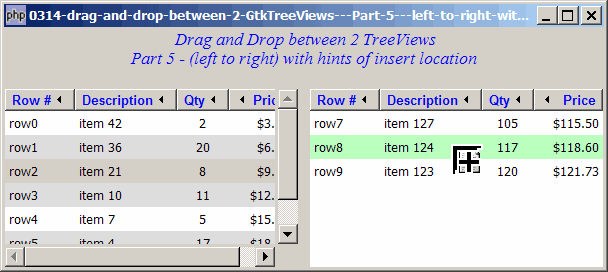 php 0314-drag-and-drop-between-2-GtkTreeViews---Part-5---left-to-right-wit...
Drag and Drop between 2 TreeViews
Part 5 - (left to right) with hints of insert location
Row # Description Qty Pric
row0 item 42 2 $3.
row1 item 36 20 $6.
row2 item 21 8 $9.
row3 item 10 11 $12.
row4 item 7 5 $15.
row5 item 4 17 $18.
Row # Description Qty Price
row7 item 127 105 $115.50
row8 item 124 117 $118.60
row9 item 123 120 $121.73